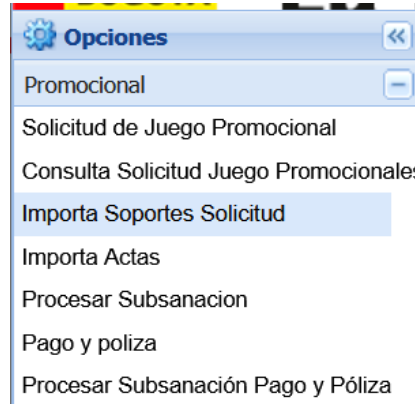 Opciones
Promocional
Solicitud de Juego Promocional
Consulta Solicitud Juego Promocionales
Importa Soportes Solicitud
Importa Actas
Procesar Subsanacion
Pago y poliza
Procesar Subsanación Pago y Póliza